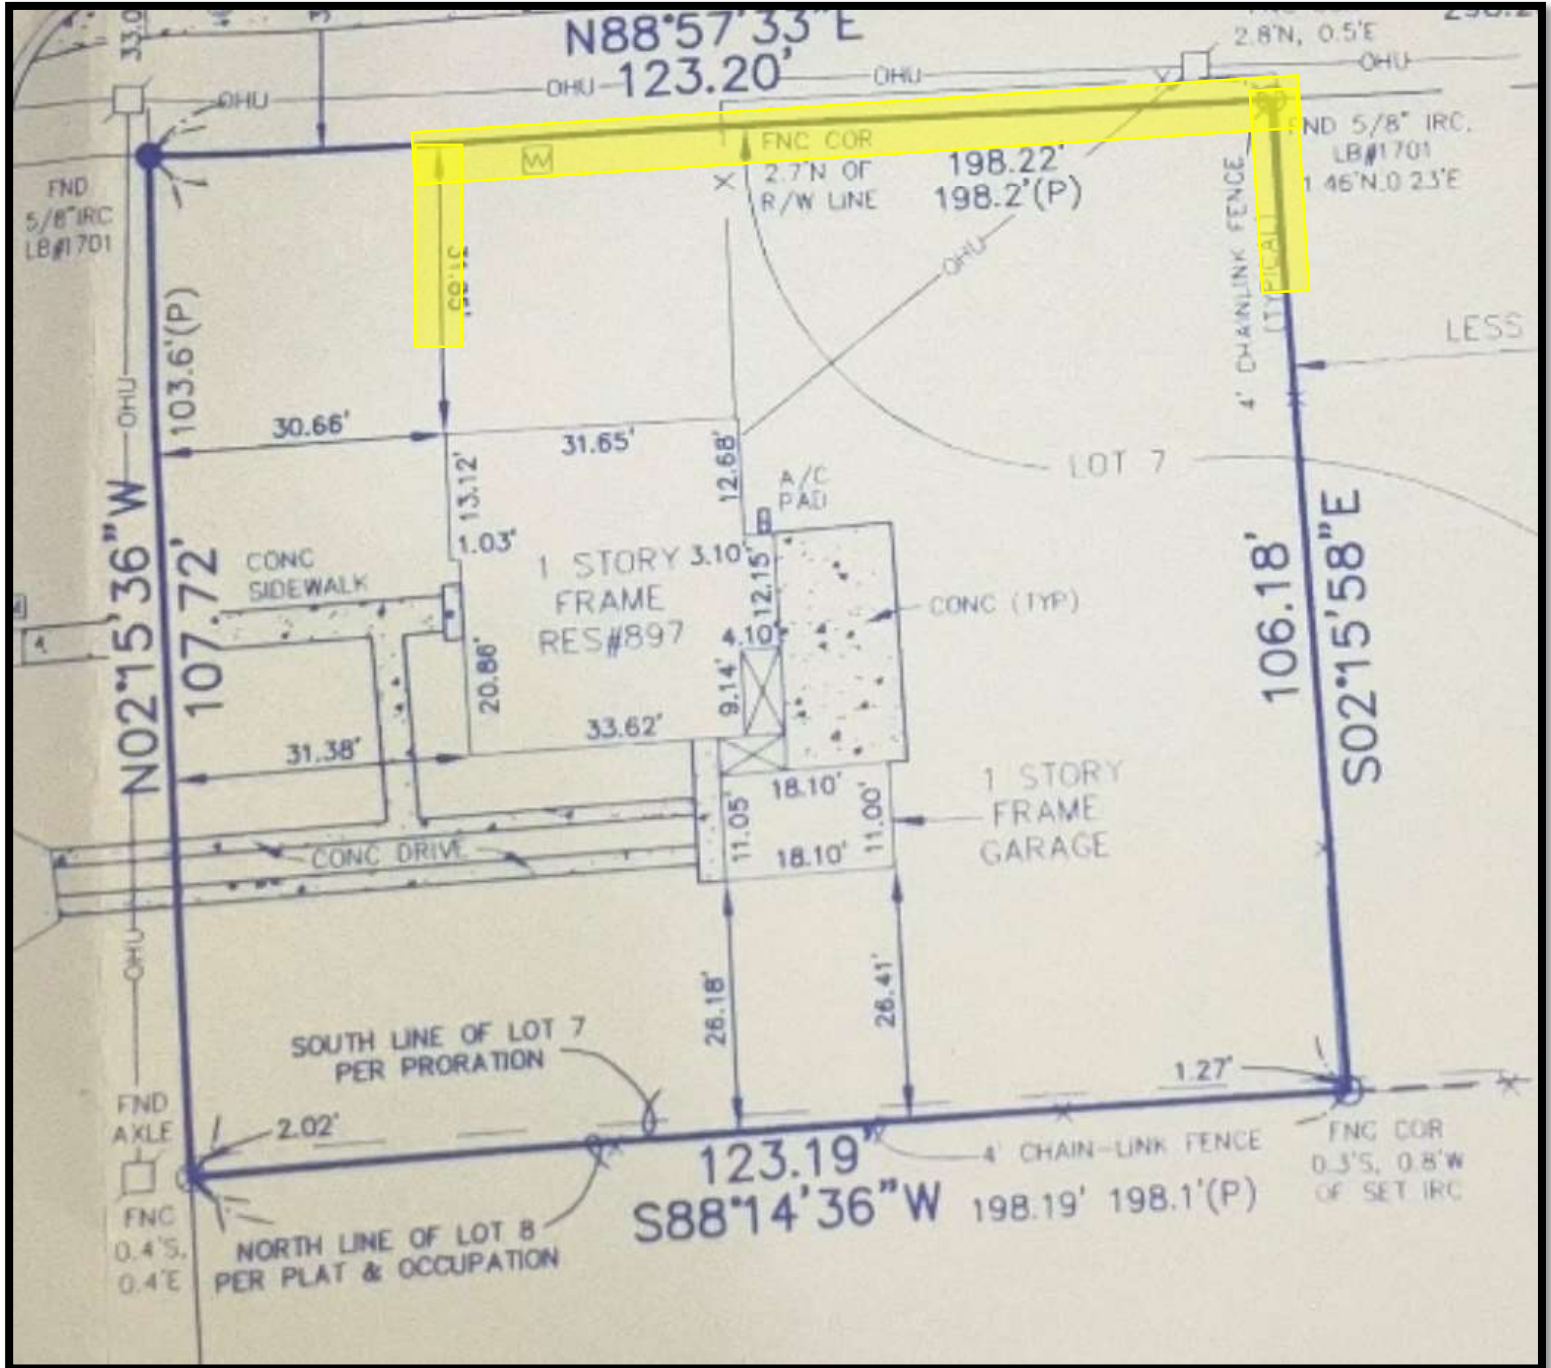 N88°57'33"E
123.20'
2.8'N, 0.5'E
OHU
OHU
OHU
OHU
FND 5/8" IRC.
LB#1701
1.46'N.0.23'E
FNC COR
2.7'N OF
R/W LINE
198.22'
198.2'(P)
W
FND
5/8"IRC
LB#1701
4' CHAINLINK FENCE
(TYPICAL)
OHU
LESS
103.6'(P)
OHU
30.66'
31.65'
LOT 7
13.12'
12.68'
A/C
PAD
1.03'
3.10'
1 STORY
FRAME
RES#897
12.15'
CONC
SIDEWALK
CONC (TYP)
4.10'
N02°15'36"W
107.72'
106.18'
S02°15'58"E
20.86'
9.14'
33.62'
31.38'
18.10'
1 STORY
FRAME
GARAGE
11.05'
11.00'
18.10'
CONC DRIVE
OHU
26.18'
26.41'
SOUTH LINE OF LOT 7
PER PRORATION
1.27'
FND
AXLE
2.02'
123.19'
S88°14'36"W
198.19' 198.1'(P)
4' CHAIN-LINK FENCE
FNC COR
0.3'S, 0.8'W
OF SET IRC
FNC
0.4'S,
0.4'E
NORTH LINE OF LOT 8
PER PLAT & OCCUPATION